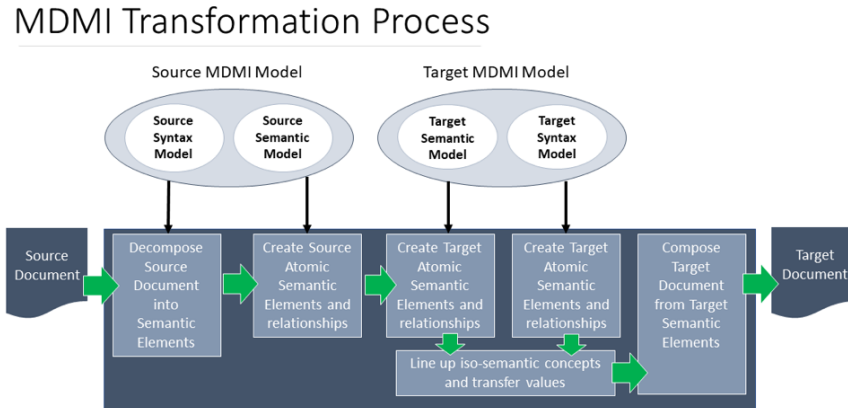 MDMI Transformation Process
Source MDMI Model
Target MDMI Model
Source
Syntax
Model
Source
Semantic
Model
Target
Semantic
Model
Target
Syntax
Model
Source
Document
Decompose
Source
Document
into
Semantic
Elements
Create Source
Atomic
Semantic
Elements and
relationships
Create Target
Atomic
Semantic
Elements and
relationships
Create Target
Atomic
Semantic
Elements and
relationships
Line up iso-semantic concepts
and transfer values
Compose
Target
Document
from Target
Semantic
Elements
Target
Document